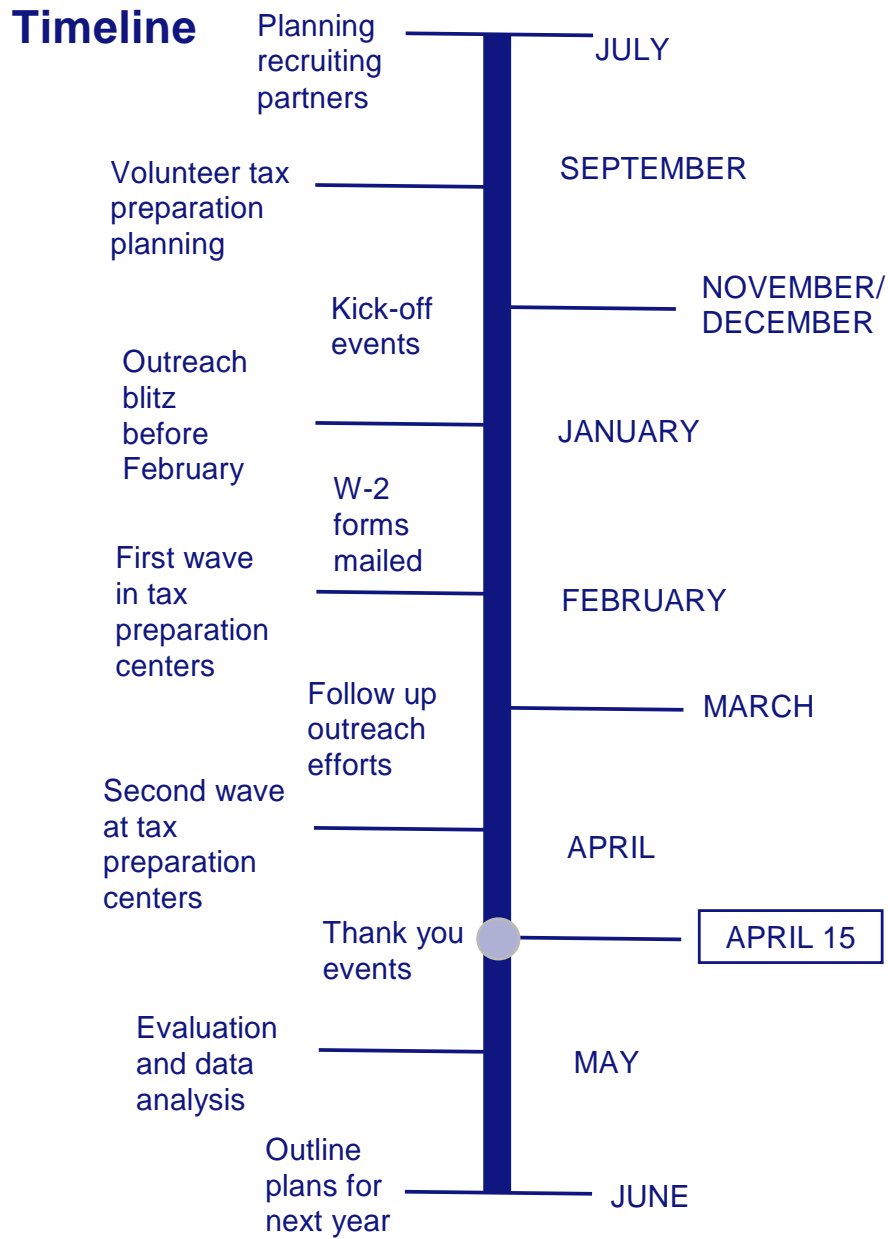 Timeline
Planning
recruiting
partners
JULY
Volunteer tax
preparation
planning
SEPTEMBER
Kick-off
events
NOVEMBER/
DECEMBER
Outreach
blitz
before
February
JANUARY
W-2
forms
mailed
First wave
in tax
preparation
centers
FEBRUARY
Follow up
outreach
efforts
MARCH
Second wave
at tax
preparation
centers
APRIL
Thank you
events
APRIL 15
Evaluation
and data
analysis
MAY
Outline
plans for
next year
JUNE